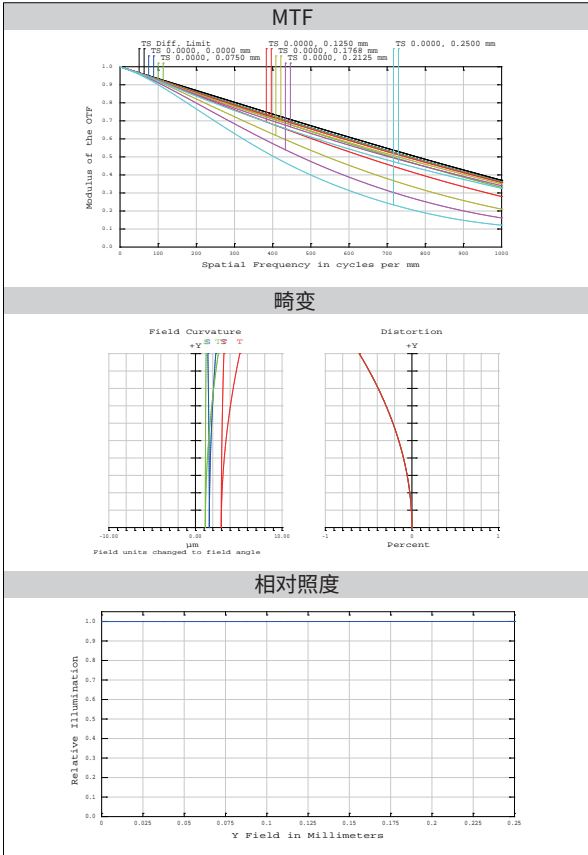 MTF
TS Diff. Limit
TS 0.0000, 0.1250 mm
TS 0.0000, 0.2500 mm
TS 0.0000, 0.0000 mm
TS 0.0000, 0.1768 mm
TS 0.0000, 0.0750 mm
TS 0.0000, 0.2125 mm
1.0
0.9
0.8
0.7
0.6
0.5
0.4
0.3
0.2
0.1
0.0
Modulus of the OTF
0 100 200 300 400 500 600 700 800 900 1000
Spatial Frequency in cycles per mm
畸变
Field Curvature
+Y
S T T
-10.00 0.00 10.00
µm
Field units changed to field angle
Distortion
+Y
-1 0 1
Percent
相对照度
1.0
0.9
0.8
0.7
0.6
0.5
0.4
0.3
0.2
0.1
0.0
Relative Illumination
0 0.025 0.05 0.075 0.1 0.125 0.15 0.175 0.2 0.225 0.25
Y Field in Millimeters